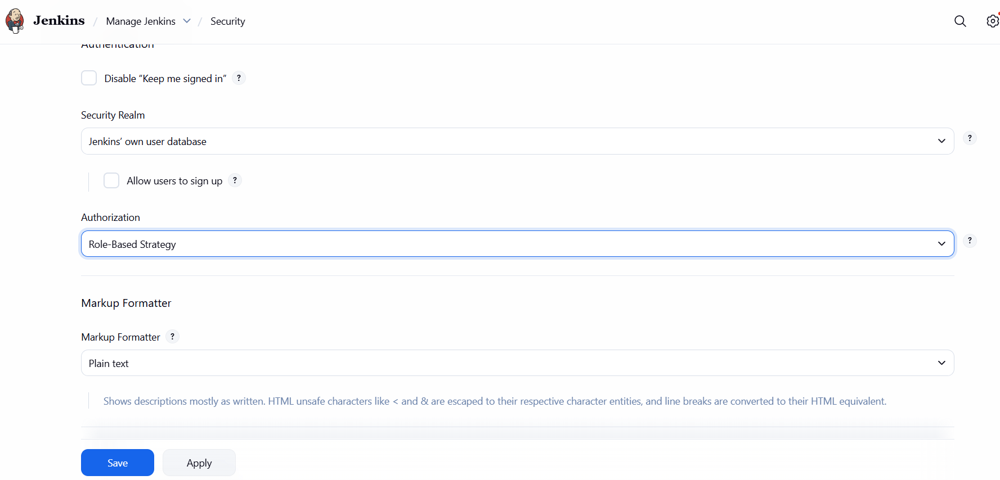 Jenkins / Manage Jenkins / Security
Authentication
Disable “Keep me signed in” ?
Security Realm
Jenkins’ own user database
?
Allow users to sign up ?
Authorization
Role-Based Strategy
?
Markup Formatter
Markup Formatter ?
Plain text
Shows descriptions mostly as written. HTML unsafe characters like < and & are escaped to their respective character entities, and line breaks are converted to their HTML equivalent.
Save Apply